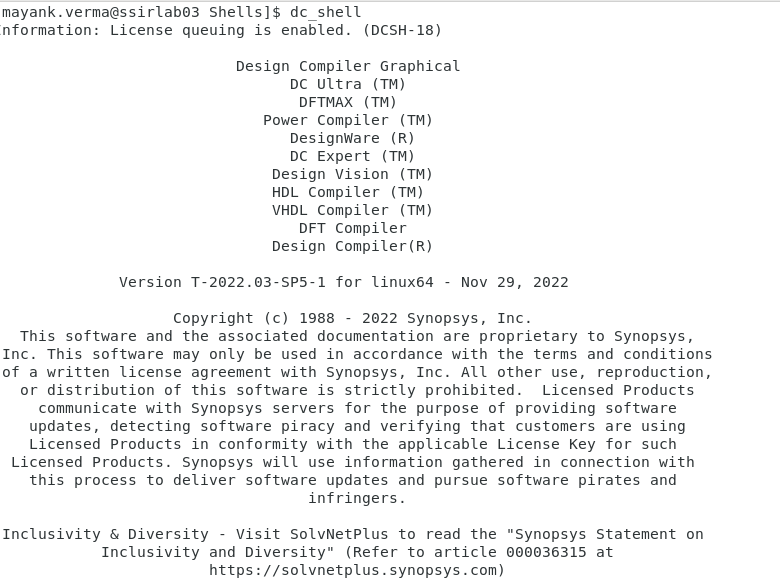 mayank.verma@ssirlab03 Shells]$ dc_shell
nformation: License queuing is enabled. (DCSH-18)
Design Compiler Graphical
DC Ultra (TM)
DFTMAX (TM)
Power Compiler (TM)
DesignWare (R)
DC Expert (TM)
Design Vision (TM)
HDL Compiler (TM)
VHDL Compiler (TM)
DFT Compiler
Design Compiler(R)
Version T-2022.03-SP5-1 for linux64 - Nov 29, 2022
Copyright (c) 1988 - 2022 Synopsys, Inc.
This software and the associated documentation are proprietary to Synopsys,
Inc. This software may only be used in accordance with the terms and conditions
of a written license agreement with Synopsys, Inc. All other use, reproduction,
or distribution of this software is strictly prohibited.  Licensed Products
communicate with Synopsys servers for the purpose of providing software
updates, detecting software piracy and verifying that customers are using
Licensed Products in conformity with the applicable License Key for such
Licensed Products. Synopsys will use information gathered in connection with
this process to deliver software updates and pursue software pirates and
infringers.
Inclusivity & Diversity - Visit SolvNetPlus to read the "Synopsys Statement on
Inclusivity and Diversity" (Refer to article 000036315 at
https://solvnetplus.synopsys.com)